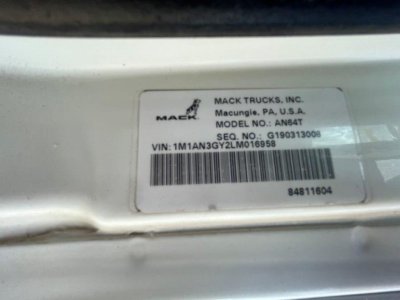 MACK
MACK TRUCKS, INC.
Macungie, PA, U.S.A.
MODEL NO.: AN64T
SEQ. NO.: G190313008
VIN: 1M1AN3GY2LM016958
84811604